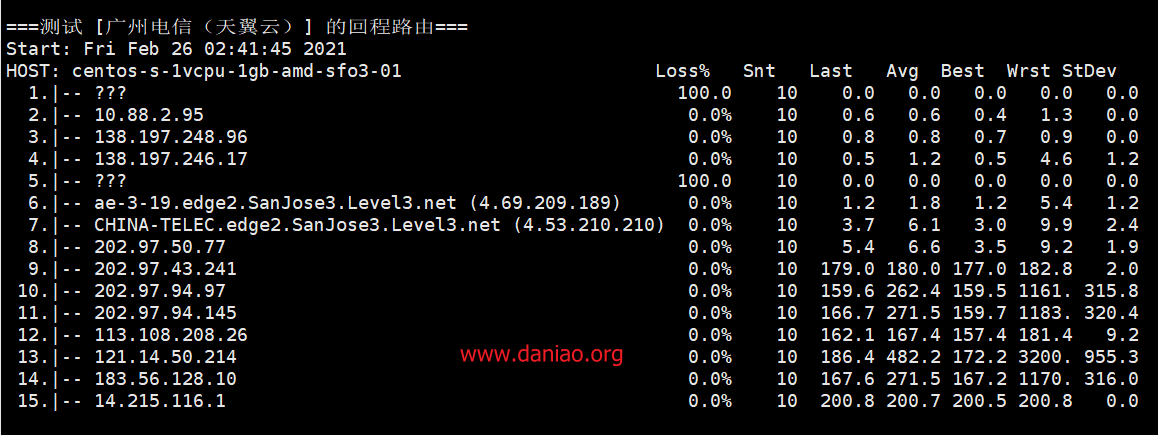 ===测试 [广州电信（天翼云）] 的回程路由===
Start: Fri Feb 26 02:41:45 2021
HOST: centos-s-1vcpu-1gb-amd-sfo3-01 Loss% Snt Last Avg Best Wrst StDev
1.|-- ??? 100.0 10 0.0 0.0 0.0 0.0 0.0
2.|-- 10.88.2.95 0.0% 10 0.6 0.6 0.4 1.3 0.0
3.|-- 138.197.248.96 0.0% 10 0.8 0.8 0.7 0.9 0.0
4.|-- 138.197.246.17 0.0% 10 0.5 1.2 0.5 4.6 1.2
5.|-- ??? 100.0 10 0.0 0.0 0.0 0.0 0.0
6.|-- ae-3-19.edge2.SanJose3.Level3.net (4.69.209.189) 0.0% 10 1.2 1.8 1.2 5.4 1.2
7.|-- CHINA-TELEC.edge2.SanJose3.Level3.net (4.53.210.210) 0.0% 10 3.7 6.1 3.0 9.9 2.4
8.|-- 202.97.50.77 0.0% 10 5.4 6.6 3.5 9.2 1.9
9.|-- 202.97.43.241 0.0% 10 179.0 180.0 177.0 182.8 2.0
10.|-- 202.97.94.97 0.0% 10 159.6 262.4 159.5 1161. 315.8
11.|-- 202.97.94.145 0.0% 10 166.7 271.5 159.7 1183. 320.4
12.|-- 113.108.208.26 0.0% 10 162.1 167.4 157.4 181.4 9.2
www.daniao.org
13.|-- 121.14.50.214 0.0% 10 186.4 482.2 172.2 3200. 955.3
14.|-- 183.56.128.10 0.0% 10 167.6 271.5 167.2 1170. 316.0
15.|-- 14.215.116.1 0.0% 10 200.8 200.7 200.5 200.8 0.0